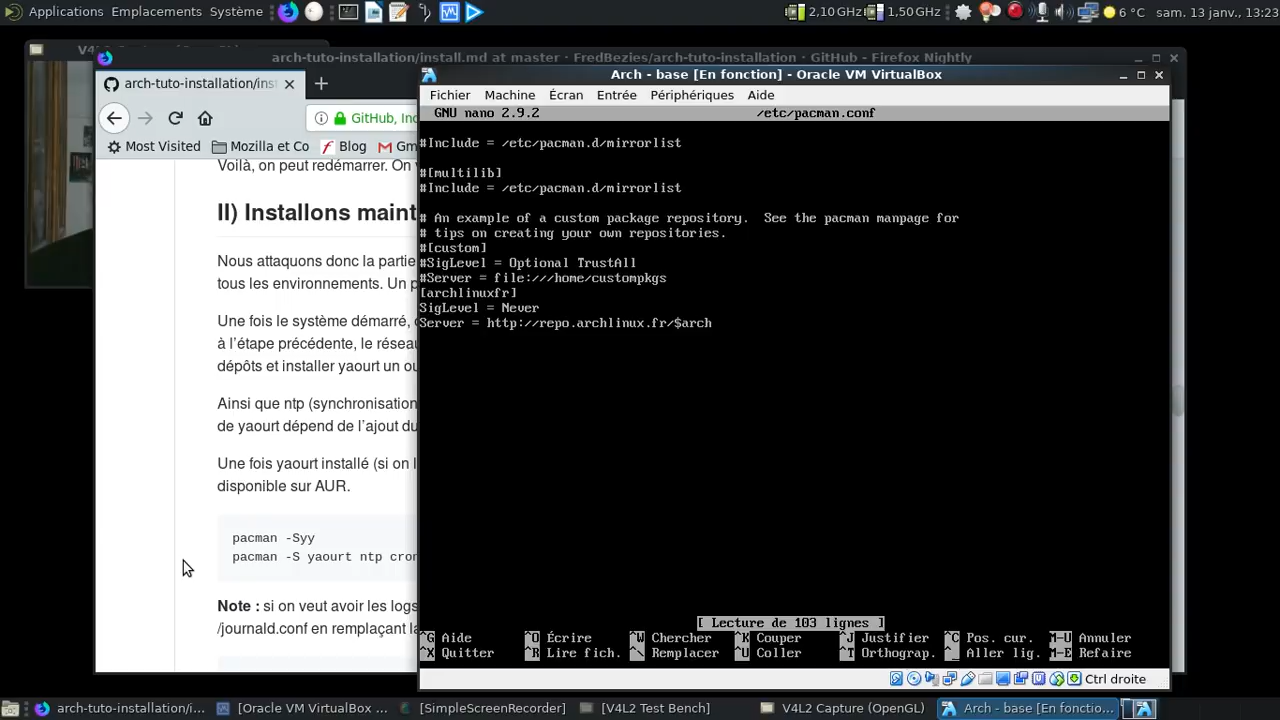 Applications Emplacements Système
2,10 GHz 1,50 GHz 6 °C sam. 13 janv., 13:23
arch-tuto-installation/install.md at master · FredBezies/arch-tuto-installation · GitHub - Firefox Nightly
arch-tuto-installation/inst
GitHub, Inc
Most Visited Mozilla et Co Blog Gm
Voilà, on peut redémarrer. On v
II) Installons maint
Nous attaquons donc la partie
tous les environnements. Un p
Une fois le système démarré,
à l'étape précédente, le réseau
dépôts et installer yaourt un ou
Ainsi que ntp (synchronisation
de yaourt dépend de l'ajout du
Une fois yaourt installé (si on l
disponible sur AUR.
pacman -Syy
pacman -S yaourt ntp cron
Note : si on veut avoir les logs
/journald.conf en remplaçant la
Arch - base [En fonction] - Oracle VM VirtualBox
Fichier Machine Écran Entrée Périphériques Aide
GNU nano 2.9.2 /etc/pacman.conf
#Include = /etc/pacman.d/mirrorlist
#[multilib]
#Include = /etc/pacman.d/mirrorlist
# An example of a custom package repository. See the pacman manpage for
# tips on creating your own repositories.
#[custom]
#SigLevel = Optional TrustAll
#Server = file:///home/custompkgs
[archlinuxfr]
SigLevel = Never
Server = http://repo.archlinux.fr/$arch
[ Lecture de 103 lignes ]
^G Aide ^O Écrire ^W Chercher ^K Couper ^J Justifier ^C Pos. cur. M-U Annuler
^X Quitter ^R Lire fich. ^\ Remplacer ^U Coller ^T Orthograp. ^_ Aller lig. M-E Refaire
Ctrl droite
arch-tuto-installation/i... [Oracle VM VirtualBox ... [SimpleScreenRecorder] [V4L2 Test Bench] V4L2 Capture (OpenGL) Arch - base [En fonctio...